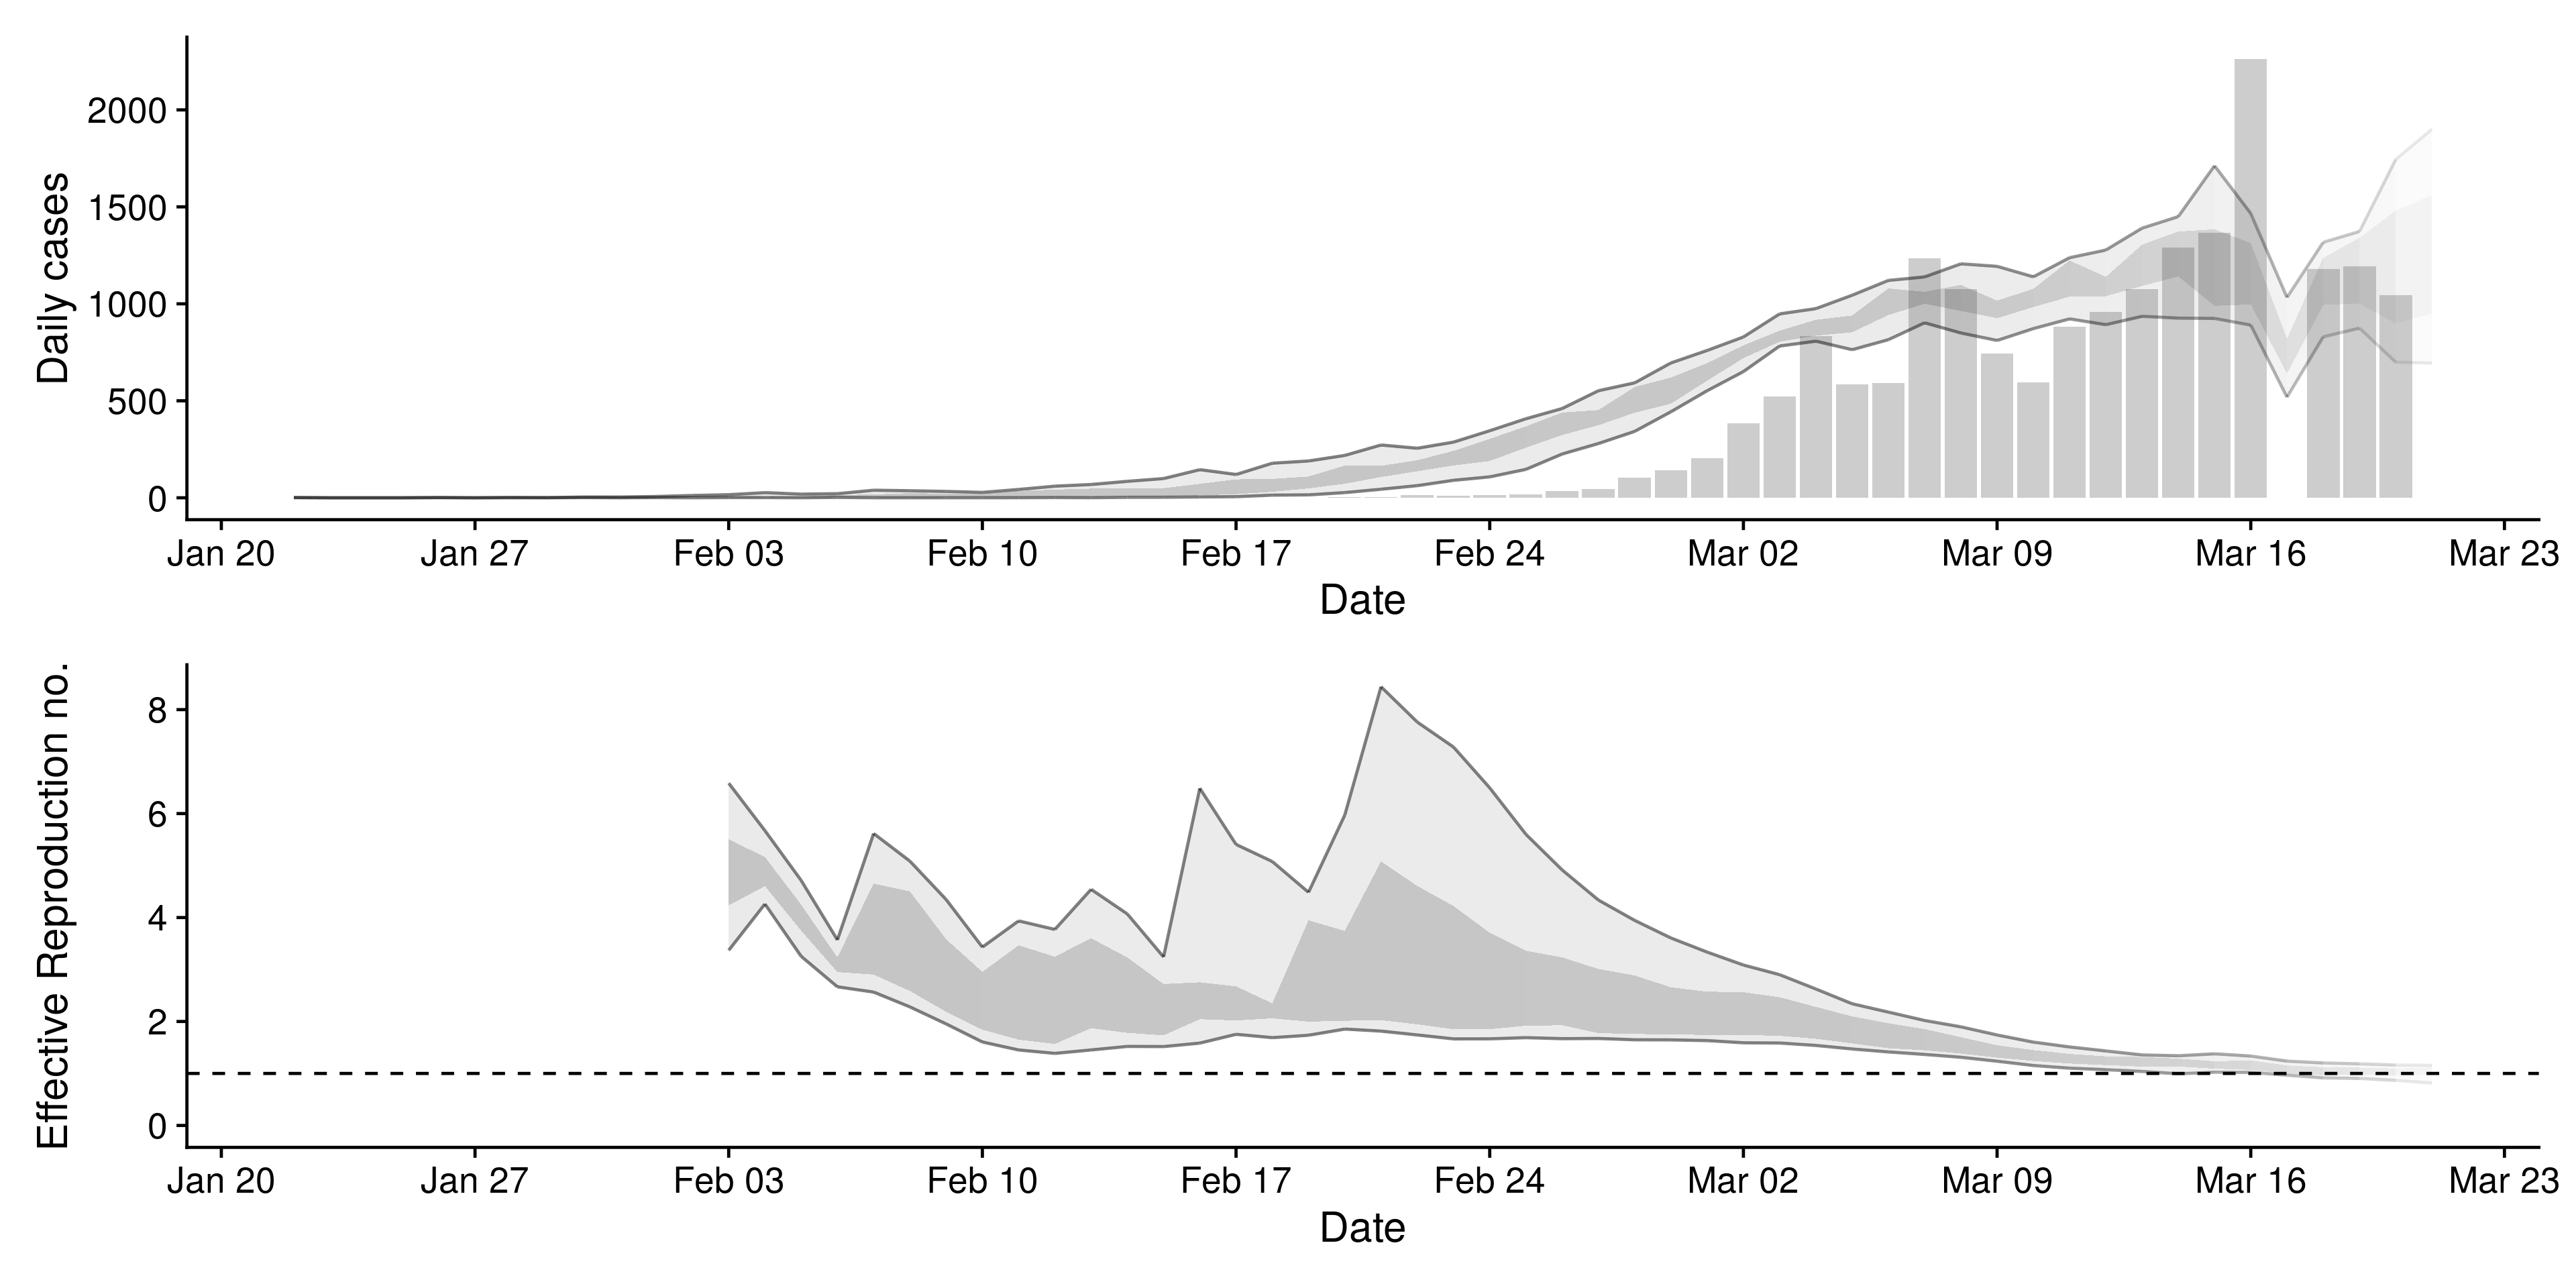 Daily cases
2000
1500
1000
500
0
Jan 20 Jan 27 Feb 03 Feb 10 Feb 17 Feb 24 Mar 02 Mar 09 Mar 16 Mar 23
Date
Effective Reproduction no.
8
6
4
2
0
Jan 20 Jan 27 Feb 03 Feb 10 Feb 17 Feb 24 Mar 02 Mar 09 Mar 16 Mar 23
Date